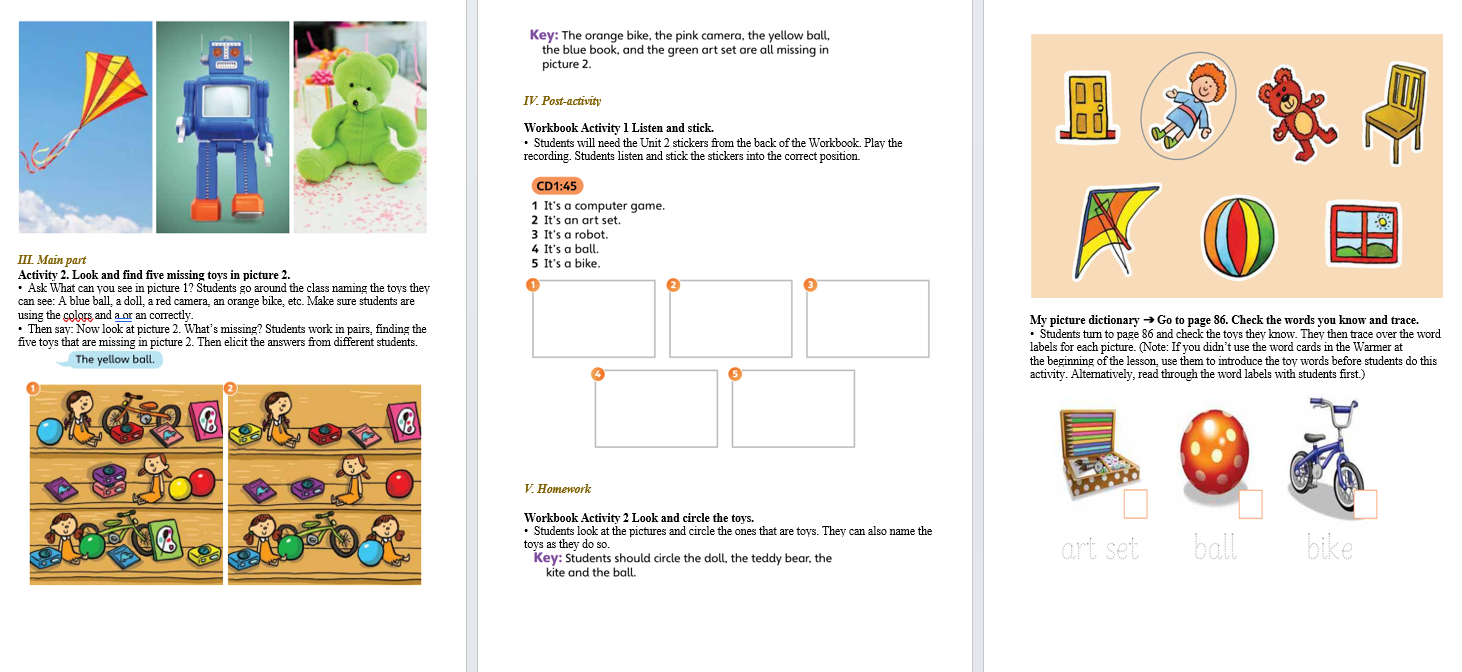 III. Main part
Activity 2. Look and find five missing toys in picture 2.
• Ask What can you see in picture 1? Students go around the class naming the toys they
can see: A blue ball, a doll, a red camera, an orange bike, etc. Make sure students are
using the colors and a or an correctly.
• Then say: Now look at picture 2. What's missing? Students work in pairs, finding the
five toys that are missing in picture 2. Then elicit the answers from different students.
The yellow ball.
1
2
Key: The orange bike, the pink camera, the yellow ball,
the blue book, and the green art set are all missing in
picture 2.
IV. Post-activity
Workbook Activity 1 Listen and stick.
• Students will need the Unit 2 stickers from the back of the Workbook. Play the
recording. Students listen and stick the stickers into the correct position.
CD1:45
1 It's a computer game.
2 It's an art set.
3 It's a robot.
4 It's a ball.
5 It's a bike.
1
2
3
4
5
V. Homework
Workbook Activity 2 Look and circle the toys.
• Students look at the pictures and circle the ones that are toys. They can also name the
toys as they do so.
Key: Students should circle the doll, the teddy bear, the
kite and the ball.
My picture dictionary ➔ Go to page 86. Check the words you know and trace.
• Students turn to page 86 and check the toys they know. They then trace over the word
labels for each picture. (Note: If you didn't use the word cards in the Warmer at
the beginning of the lesson, use them to introduce the toy words before students do this
activity. Alternatively, read through the word labels with students first.)
art set
ball
bike